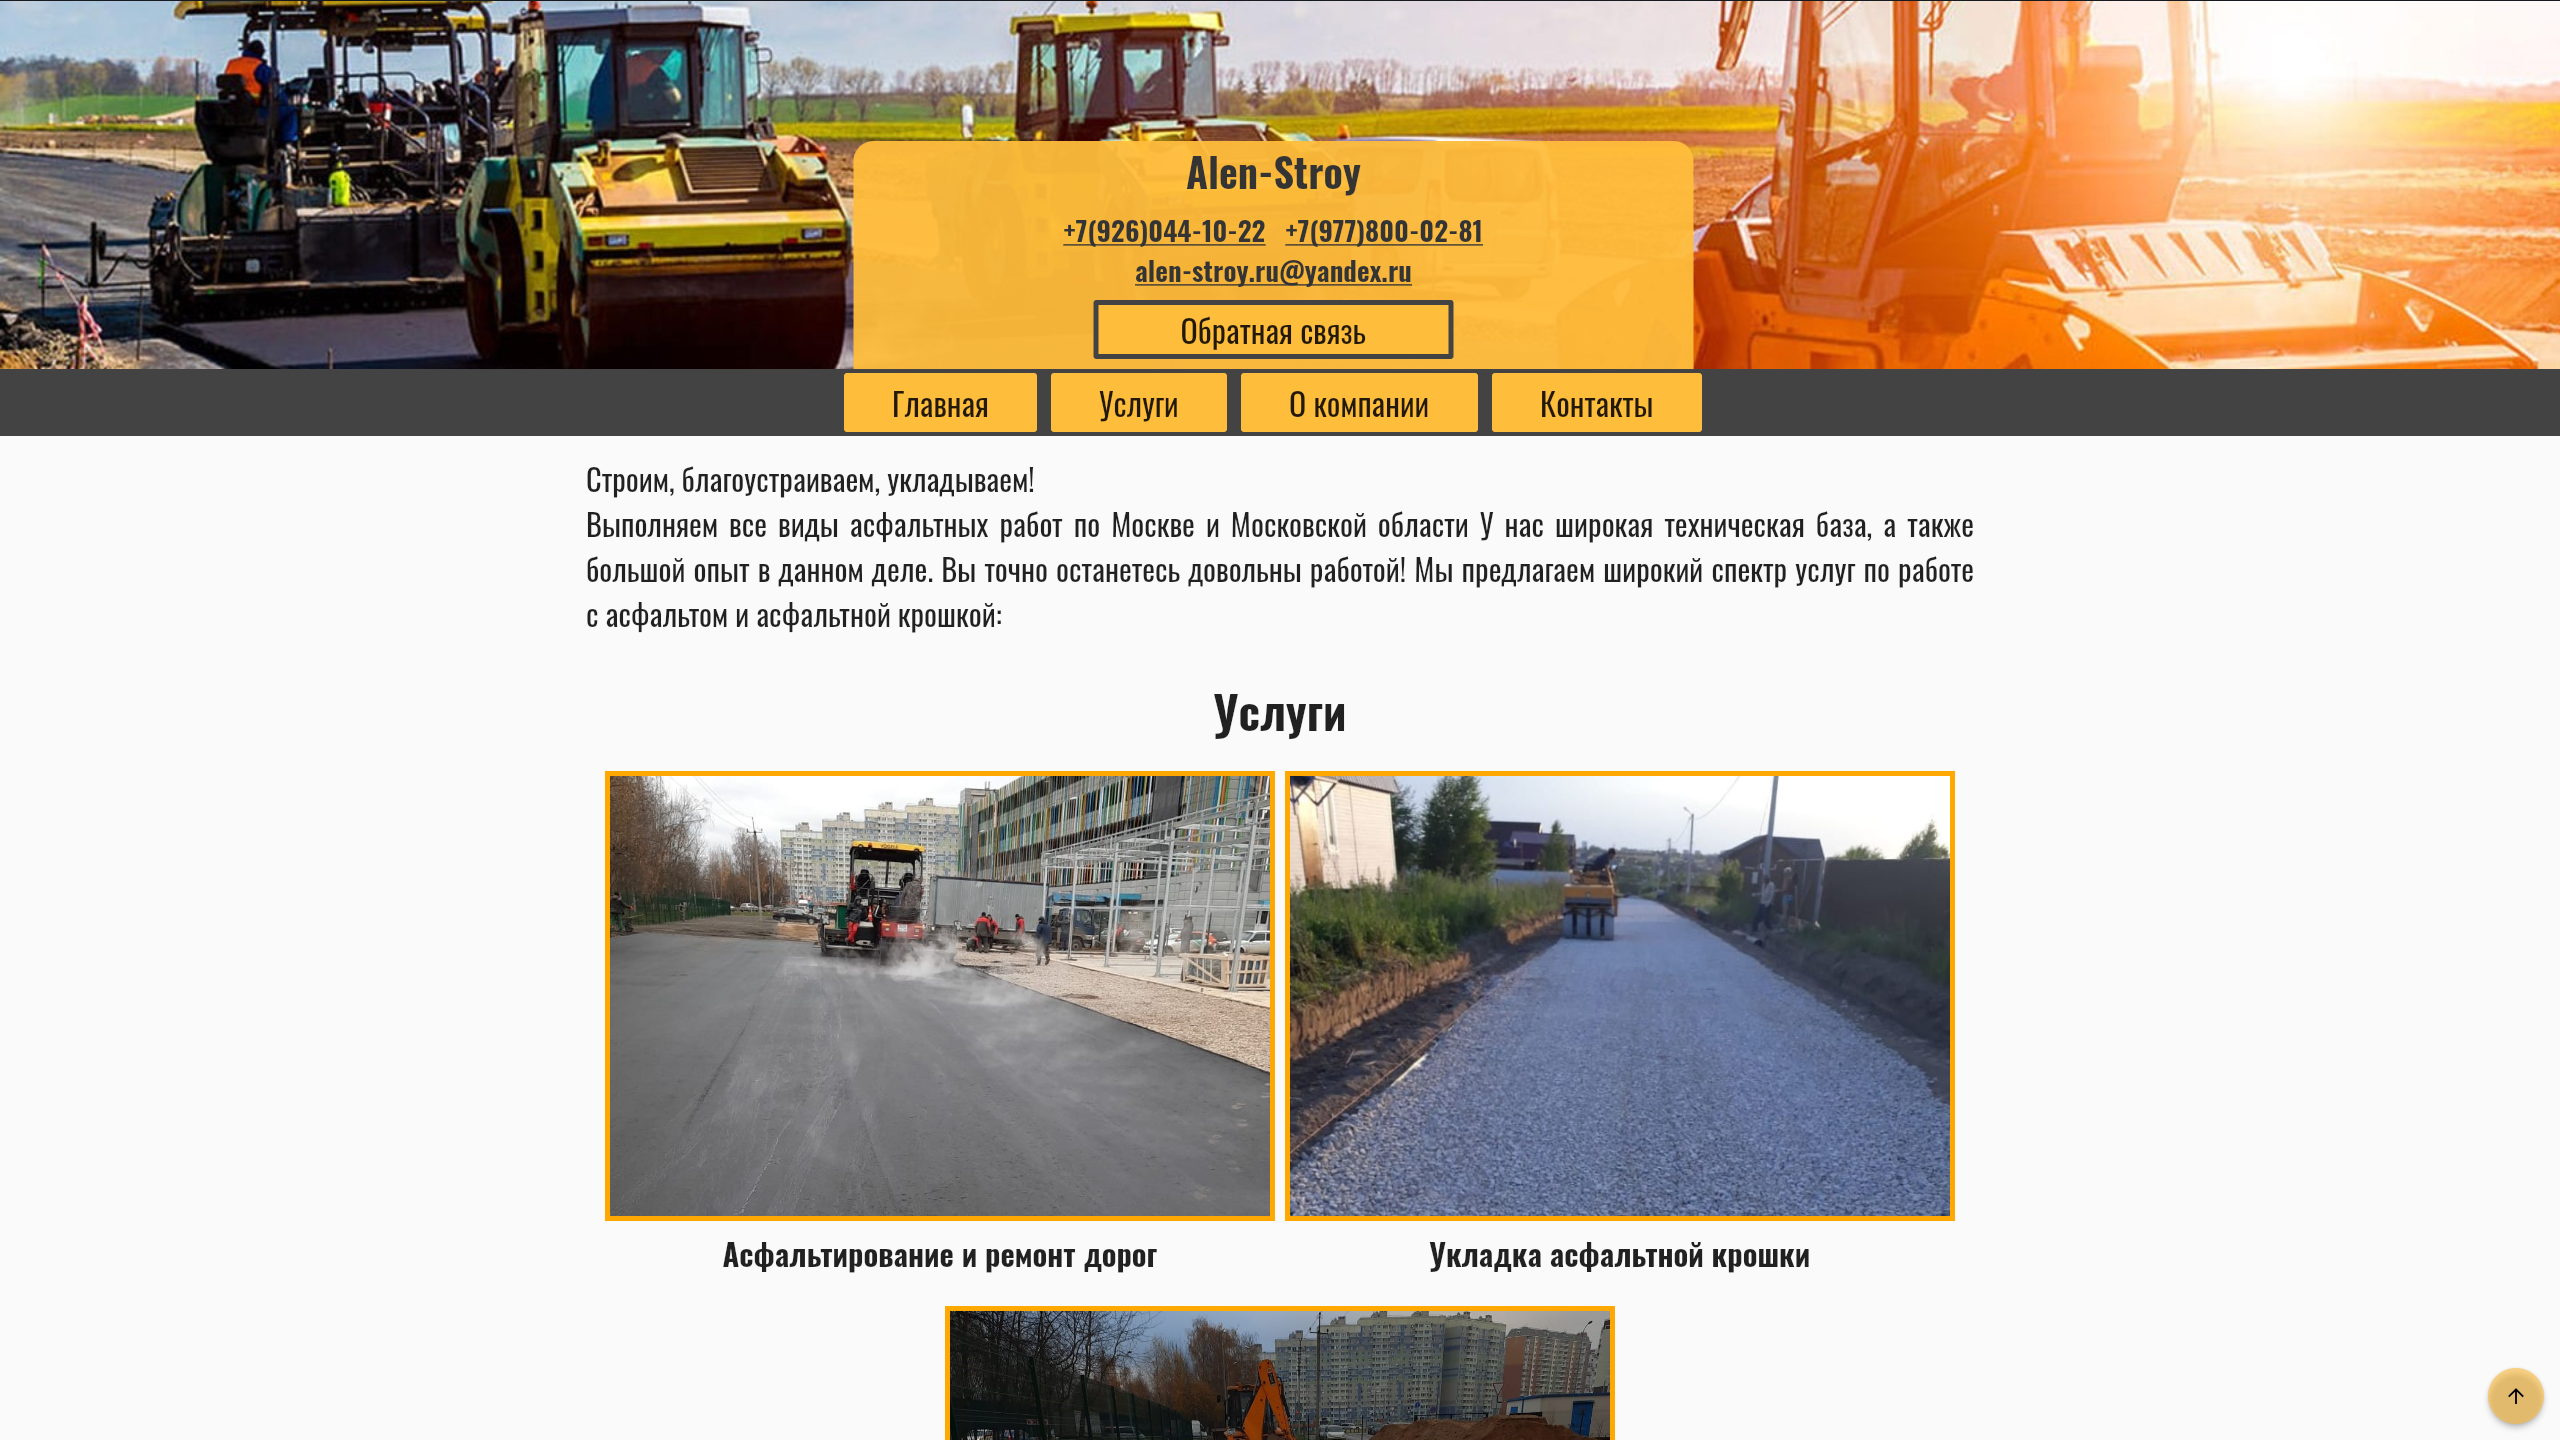 Alen-Stroy
+7(926)044-10-22 +7(977)800-02-81
alen-stroy.ru@yandex.ru
Обратная связь
Главная Услуги О компании Контакты
Строим, благоустраиваем, укладываем!
Выполняем все виды асфальтных работ по Москве и Московской области У нас широкая техническая база, а также
большой опыт в данном деле. Вы точно останетесь довольны работой! Мы предлагаем широкий спектр услуг по работе
с асфальтом и асфальтной крошкой:
Услуги
Асфальтирование и ремонт дорог
Укладка асфальтной крошки